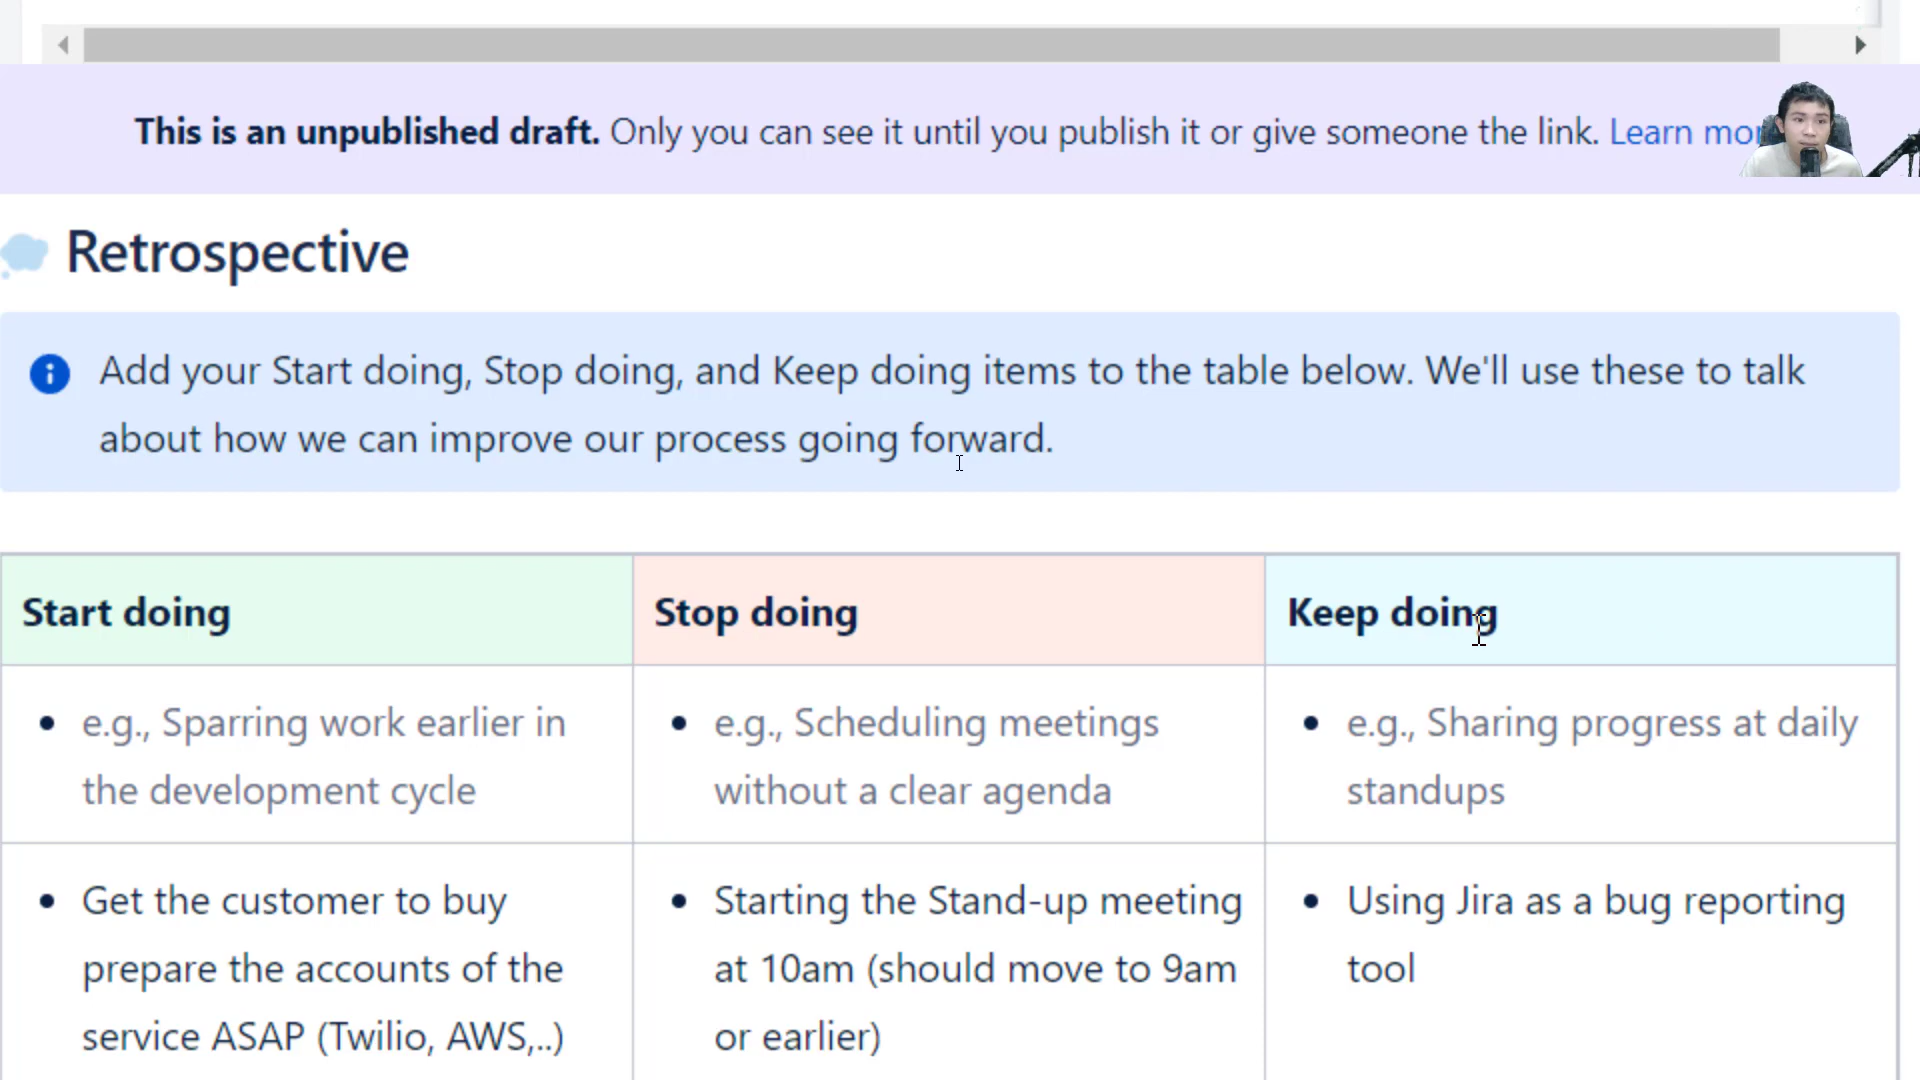 This is an unpublished draft. Only you can see it until you publish it or give someone the link. Learn mor
Retrospective
Add your Start doing, Stop doing, and Keep doing items to the table below. We'll use these to talk
about how we can improve our process going forward.
Start doing
Stop doing
Keep doing
e.g., Sparring work earlier in
the development cycle
e.g., Scheduling meetings
without a clear agenda
e.g., Sharing progress at daily
standups
Get the customer to buy
prepare the accounts of the
service ASAP (Twilio, AWS,..)
Starting the Stand-up meeting
at 10am (should move to 9am
or earlier)
Using Jira as a bug reporting
tool